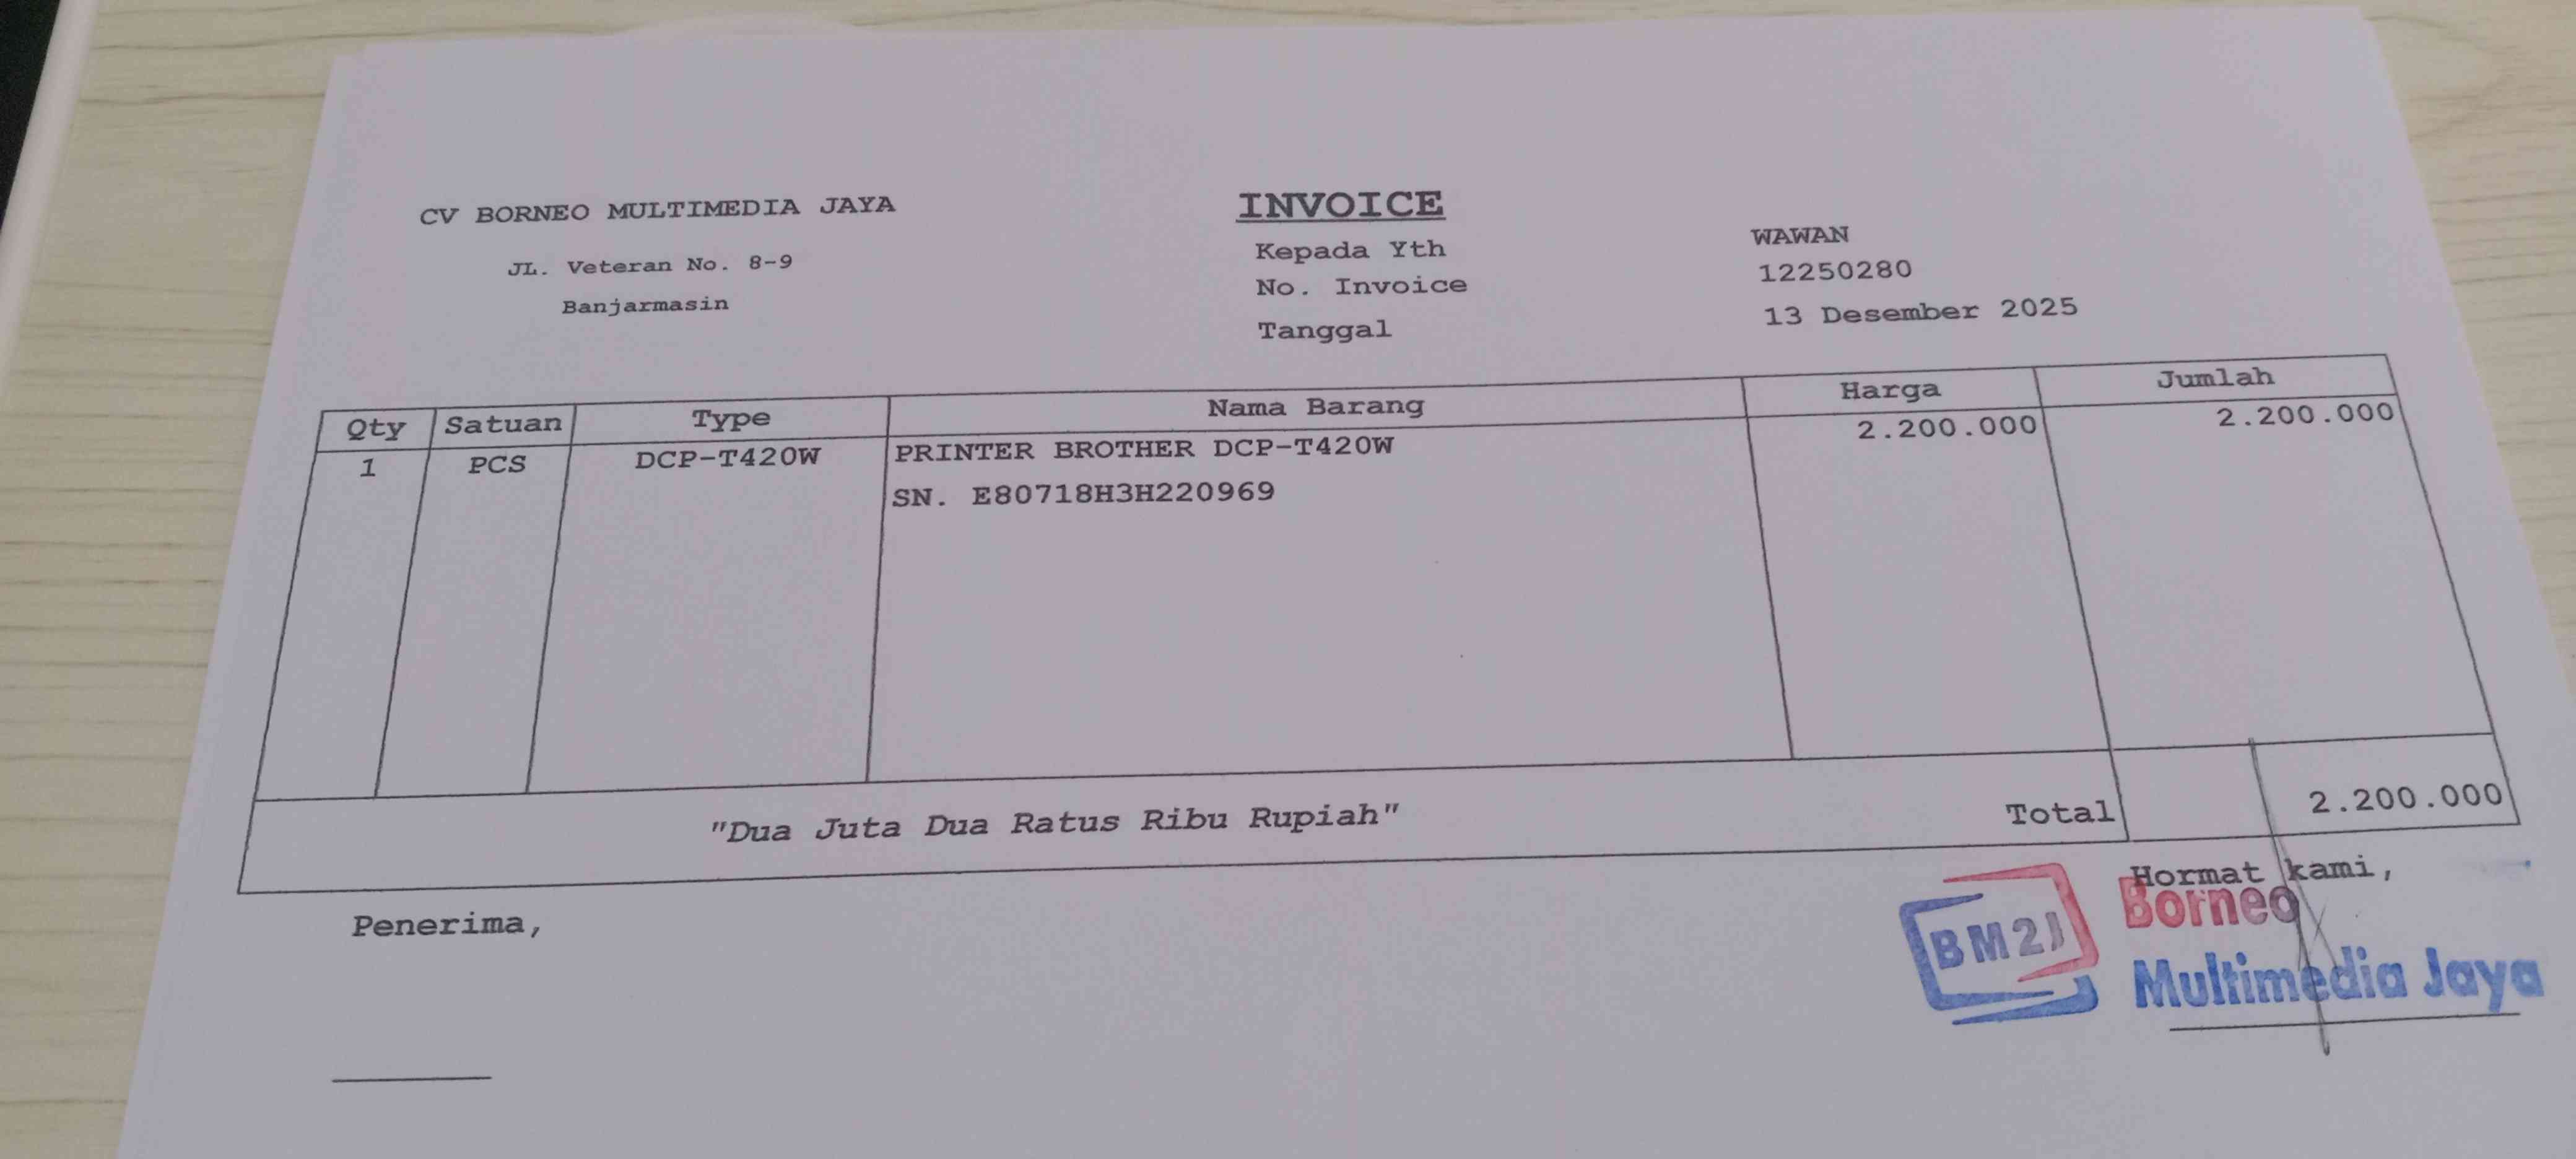 CV BORNEO MULTIMEDIA JAYA
JL. Veteran No. 8-9
Banjarmasin
INVOICE
Kepada Yth WAWAN
No. Invoice 12250280
Tanggal 13 Desember 2025
Qty Satuan Type Nama Barang Harga Jumlah
1 PCS DCP-T420W PRINTER BROTHER DCP-T420W 2.200.000 2.200.000
SN. E80718H3H220969
"Dua Juta Dua Ratus Ribu Rupiah" Total 2.200.000
Penerima,
Hormat kami,
BM2J
Borneo
Multimedia Jaya